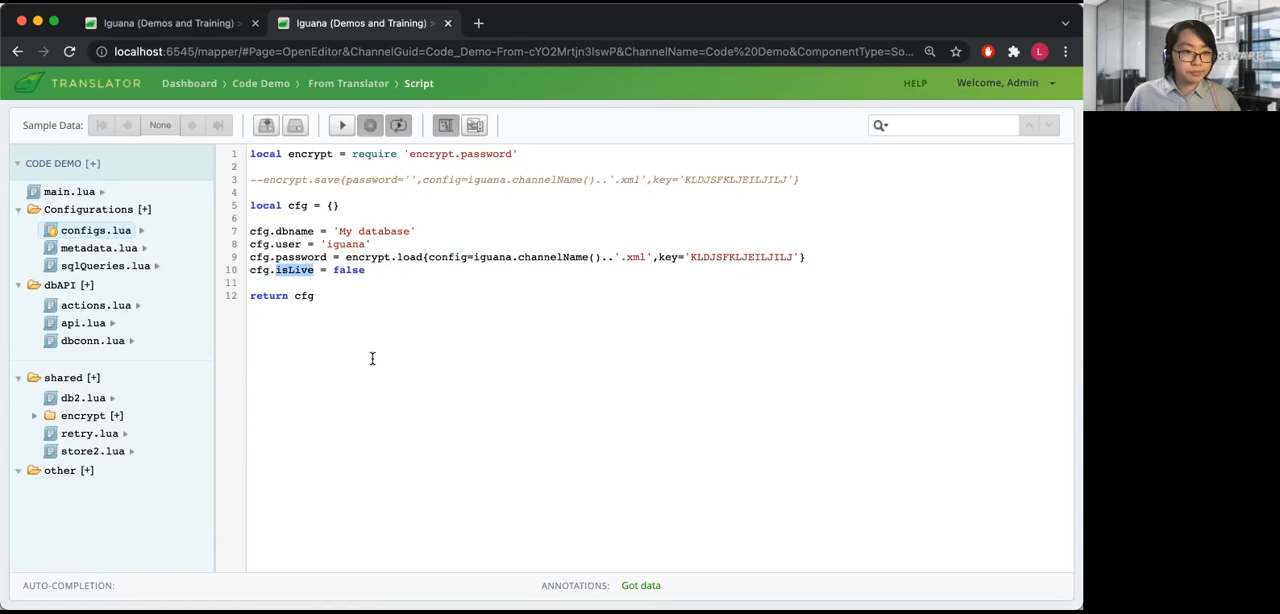 Iguana (Demos and Training) >
Iguana (Demos and Training) >
localhost:6545/mapper/#Page=OpenEditor&ChannelGuid=Code_Demo-From-cYO2Mrtjn3IswP&ChannelName=Code%20Demo&ComponentType=So...
L
TRANSLATOR
Dashboard > Code Demo > From Translator > Script
HELP
Welcome, Admin
Sample Data:
None
CODE DEMO [+]
main.lua
Configurations [+]
configs.lua
metadata.lua
sqlQueries.lua
dbAPI [+]
actions.lua
api.lua
dbconn.lua
shared [+]
db2.lua
encrypt [+]
retry.lua
store2.lua
other [+]
1 local encrypt = require 'encrypt.password'
2
3 --encrypt.save{password='',config=iguana.channelName()..'.xml',key='KLDJSFKLJEILJILJ'}
4
5 local cfg = {}
6
7 cfg.dbname = 'My database'
8 cfg.user = 'iguana'
9 cfg.password = encrypt.load{config=iguana.channelName()..'.xml',key='KLDJSFKLJEILJILJ'}
10 cfg.isLive = false
11
12 return cfg
AUTO-COMPLETION:
ANNOTATIONS: Got data